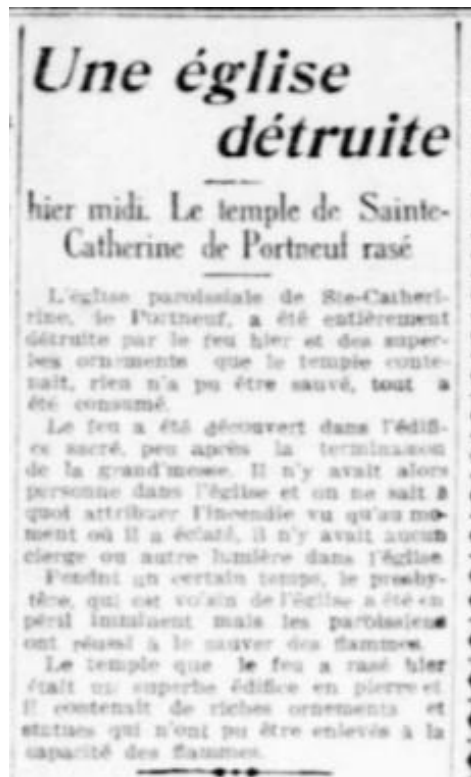 Une église
détruite
hier midi. Le temple de Sainte-
Catherine de Portneuf rasé
L'église paroissiale de Ste-Catheri-
rine, de Portneuf, a été entièrement
détruite par le feu hier et des super-
bes ornements que le temple conte-
nait, rien n'a pu être sauvé, tout a
été consumé.
Le feu a été découvert dans l'édifi-
ce sacré, peu après la terminaison
de la grand'messe. Il n'y avait alors
personne dans l'église et on ne sait à
quoi attribuer l'incendie vu qu'au mo-
ment où il a éclaté, il n'y avait aucun
cierge ou autre lumière dans l'église
Pendnt un certain temps, le presby-
tère, qui est voisin de l'église a été en
péril imminent mais les paroissiens
ont réussi à le sauver des flammes.
Le temple que le feu a rasé hier
était un superbe édifice en pierre et
il contenait de riches ornements et
statues qui n'ont pu être enlevés à la
capacité des flammes.